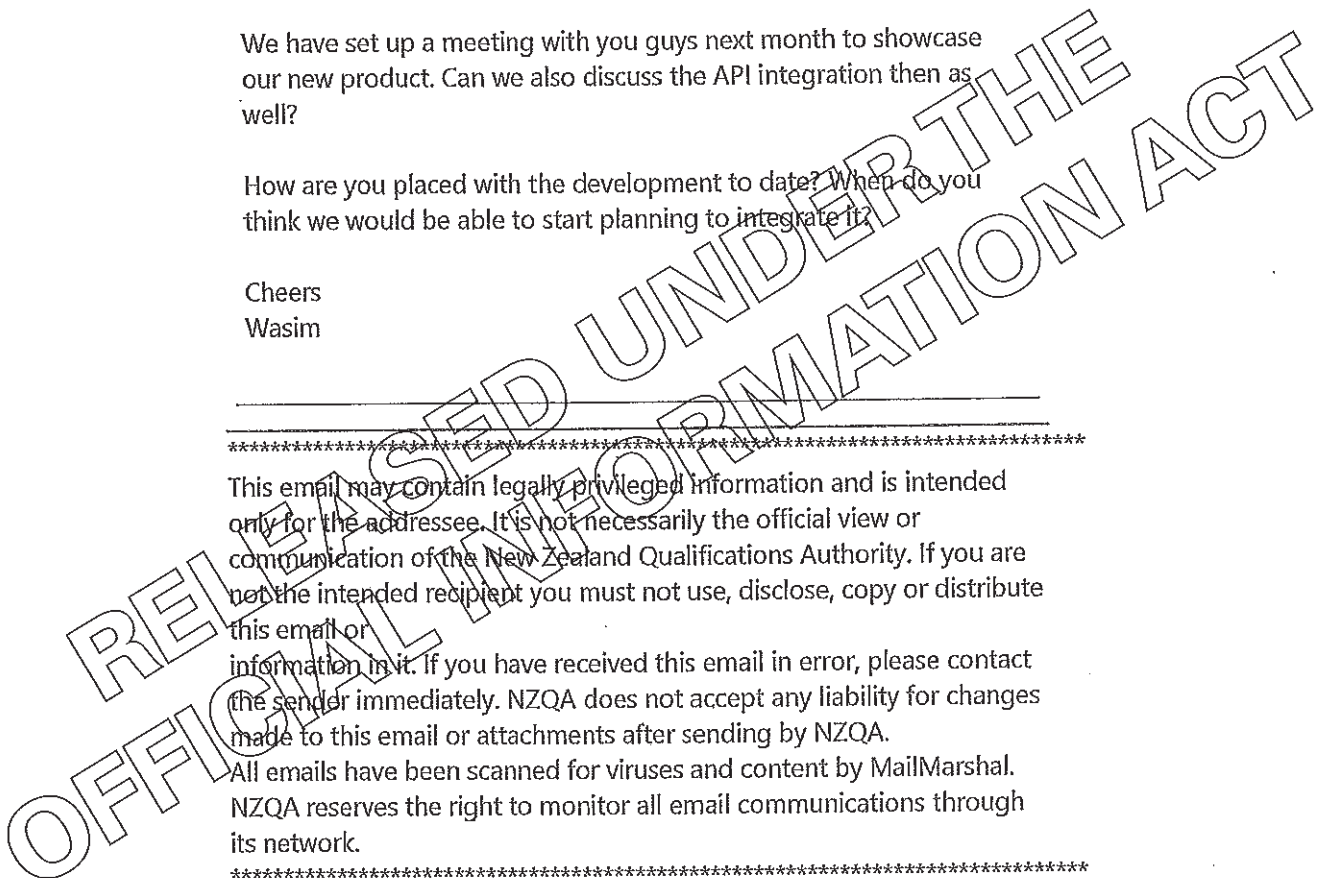 We have set up a meeting with you guys next month to showcase
our new product. Can we also discuss the API integration then as
well?
How are you placed with the development to date? When do you
think we would be able to start planning to integrate it?
Cheers
Wasim
********************************************************************************
This email may contain legally privileged information and is intended
only for the addressee. It is not necessarily the official view or
communication of the New Zealand Qualifications Authority. If you are
not the intended recipient you must not use, disclose, copy or distribute
this email or
information in it. If you have received this email in error, please contact
the sender immediately. NZQA does not accept any liability for changes
made to this email or attachments after sending by NZQA.
All emails have been scanned for viruses and content by MailMarshal.
NZQA reserves the right to monitor all email communications through
its network.
********************************************************************************
RELEASED UNDER THE
OFFICIAL INFORMATION ACT